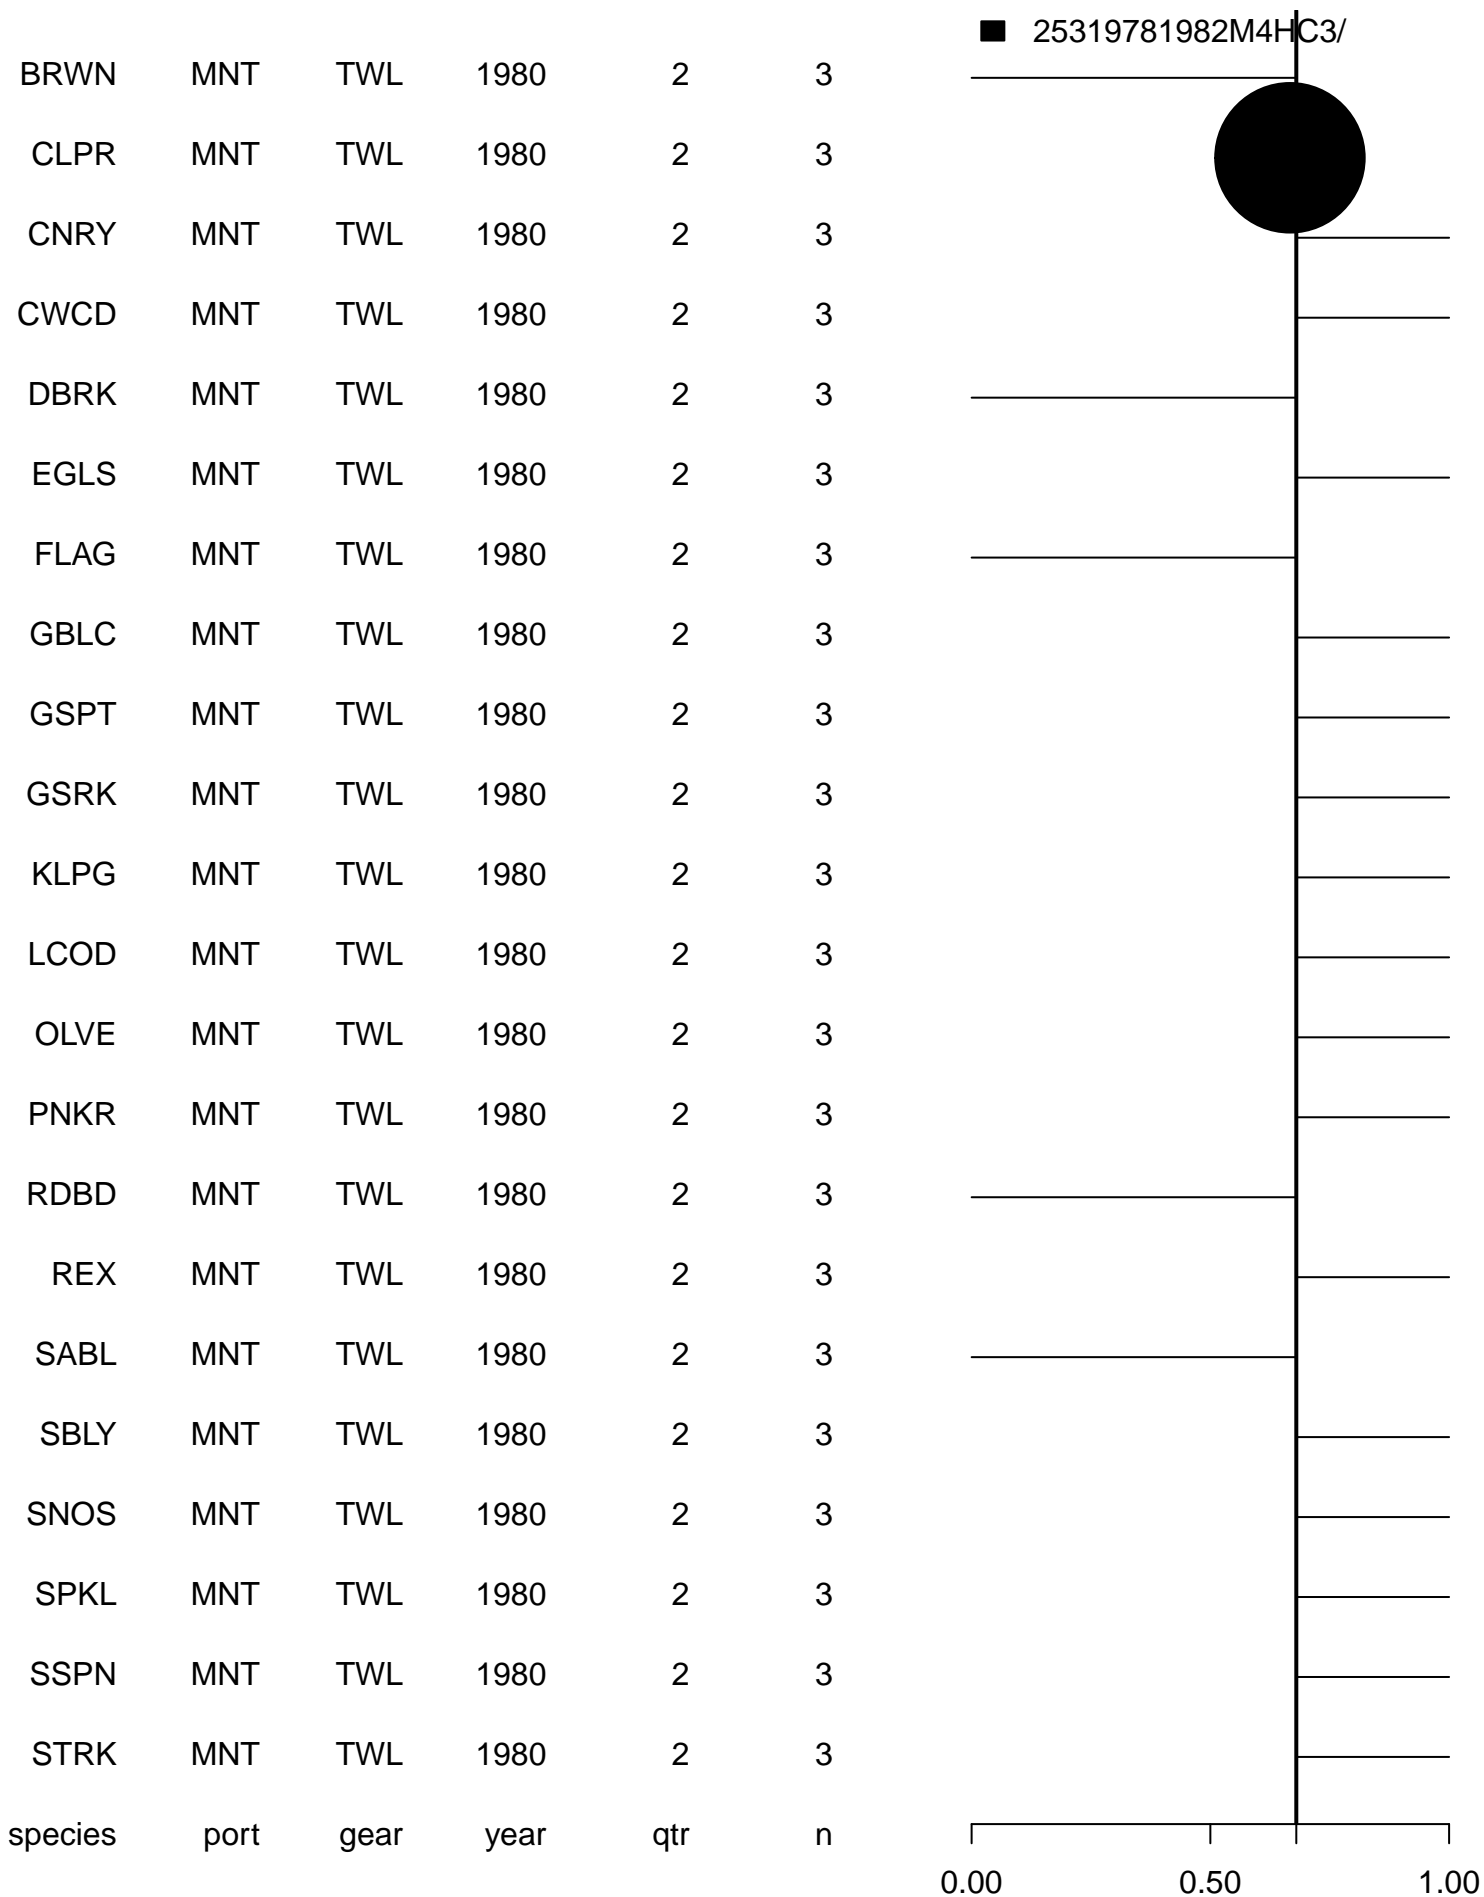 25319781982M4HC3/
BRWN MNT TWL 1980 2 3
CLPR MNT TWL 1980 2 3
CNRY MNT TWL 1980 2 3
CWCD MNT TWL 1980 2 3
DBRK MNT TWL 1980 2 3
EGLS MNT TWL 1980 2 3
FLAG MNT TWL 1980 2 3
GBLC MNT TWL 1980 2 3
GSPT MNT TWL 1980 2 3
GSRK MNT TWL 1980 2 3
KLPG MNT TWL 1980 2 3
LCOD MNT TWL 1980 2 3
OLVE MNT TWL 1980 2 3
PNKR MNT TWL 1980 2 3
RDBD MNT TWL 1980 2 3
REX MNT TWL 1980 2 3
SABL MNT TWL 1980 2 3
SBLY MNT TWL 1980 2 3
SNOS MNT TWL 1980 2 3
SPKL MNT TWL 1980 2 3
SSPN MNT TWL 1980 2 3
STRK MNT TWL 1980 2 3
species port gear year qtr n
0.00 0.50 1.00